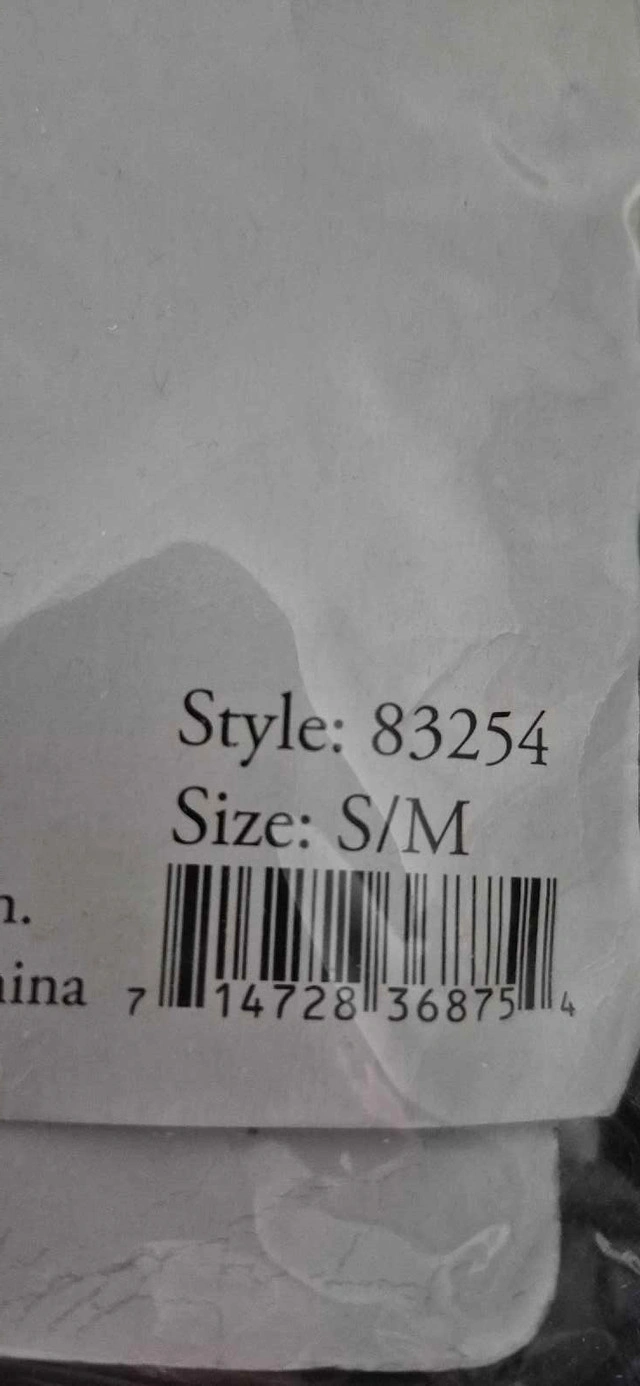 Style: 83254
Size: S/M
n.
ina
7 14728 36875 4